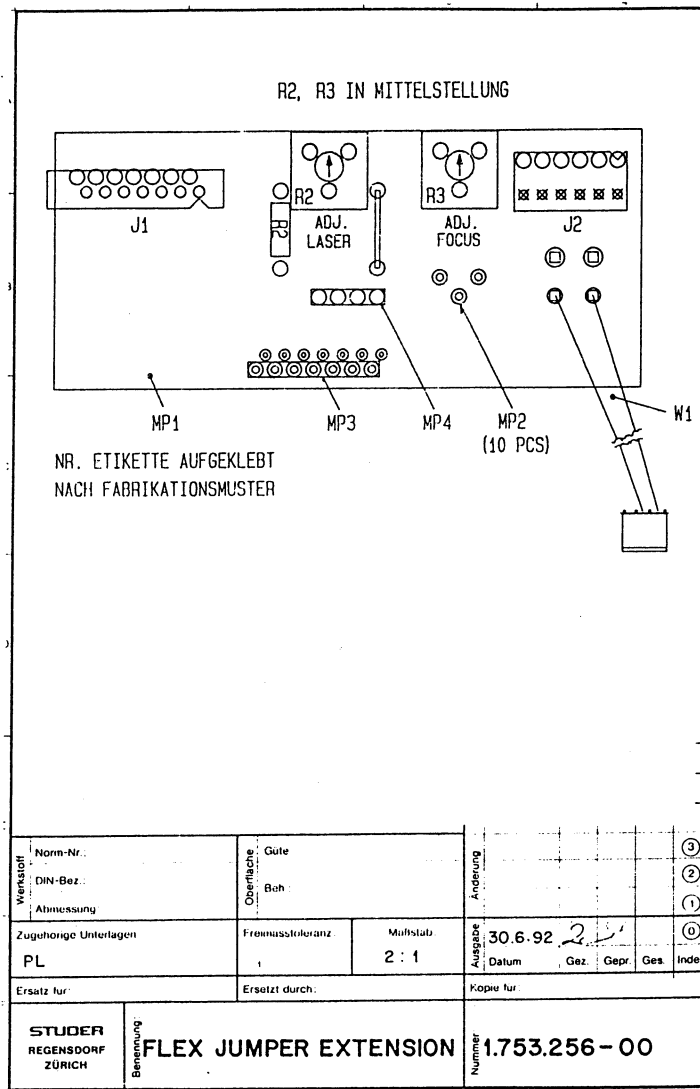 R2, R3 IN MITTELSTELLUNG
J1
R2
R2
ADJ.
LASER
R3
ADJ.
FOCUS
J2
MP1
MP3
MP4
MP2
(10 PCS)
W1
NR. ETIKETTE AUFGEKLEBT
NACH FABRIKATIONSMUSTER
Werkstoff
Norm-Nr.:
DIN-Bez.:
Abmessung:
Oberfläche
Güte
Beh.:
Änderung
3
2
1
0
Zugehörige Unterlagen
PL
Freimasstoleranz:
Maßstab:
2 : 1
Ausgabe
30.6.92
Datum
Gez.
Gepr.
Ges.
Inde
Ersatz für:
Ersetzt durch:
Kopie für:
STUDER
REGENSDORF
ZÜRICH
Benennung:
FLEX JUMPER EXTENSION
Nummer
1.753.256-00